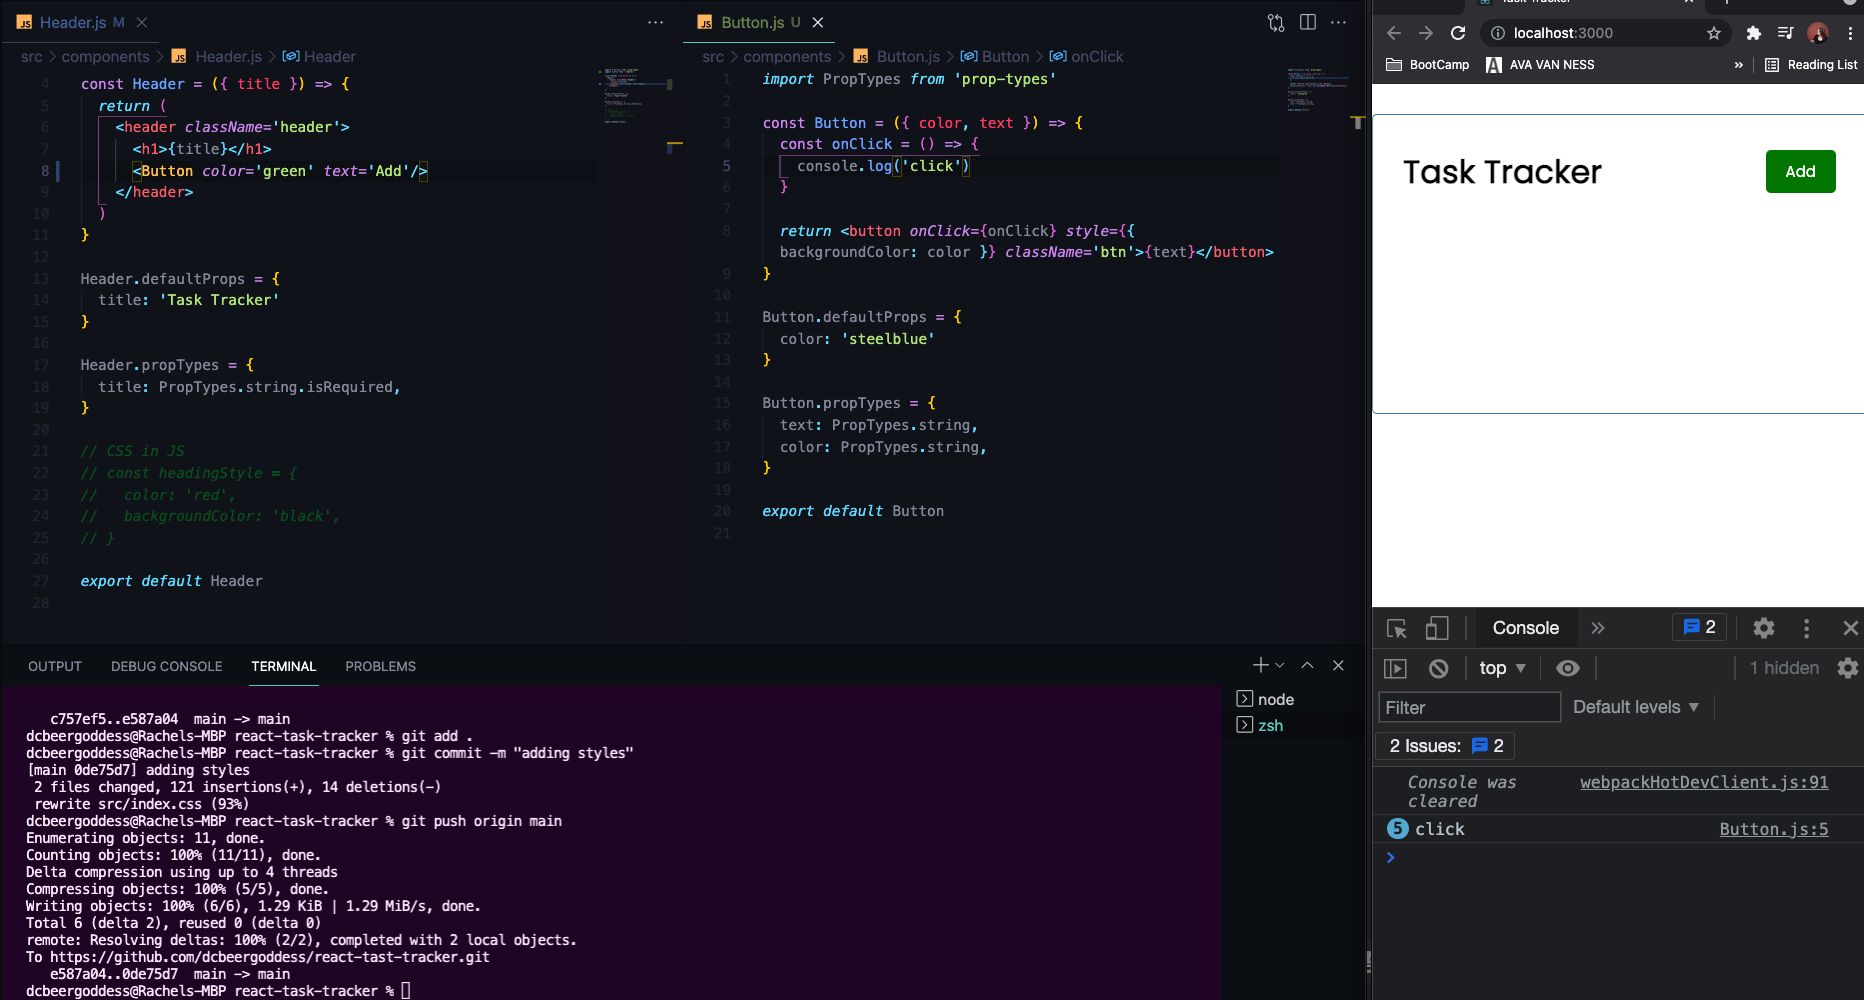 Header.js M
src > components > Header.js > Header
4 const Header = ({ title }) => {
5 return (
6 <header className='header'>
7 <h1>{title}</h1>
8 <Button color='green' text='Add'/>
9 </header>
10 )
11 }
12
13 Header.defaultProps = {
14 title: 'Task Tracker'
15 }
16
17 Header.propTypes = {
18 title: PropTypes.string.isRequired,
19 }
20
21 // CSS in JS
22 // const headingStyle = {
23 // color: 'red',
24 // backgroundColor: 'black',
25 // }
26
27 export default Header
28
Button.js U
src > components > Button.js > Button > onClick
1 import PropTypes from 'prop-types'
2
3 const Button = ({ color, text }) => {
4 const onClick = () => {
5 console.log('click')
6 }
7
8 return <button onClick={onClick} style={{
backgroundColor: color }} className='btn'>{text}</button>
9 }
10
11 Button.defaultProps = {
12 color: 'steelblue'
13 }
14
15 Button.propTypes = {
16 text: PropTypes.string,
17 color: PropTypes.string,
18 }
19
20 export default Button
21
OUTPUT DEBUG CONSOLE TERMINAL PROBLEMS
c757ef5..e587a04 main -> main
dcbeergoddess@Rachels-MBP react-task-tracker % git add .
dcbeergoddess@Rachels-MBP react-task-tracker % git commit -m "adding styles"
[main 0de75d7] adding styles
2 files changed, 121 insertions(+), 14 deletions(-)
rewrite src/index.css (93%)
dcbeergoddess@Rachels-MBP react-task-tracker % git push origin main
Enumerating objects: 11, done.
Counting objects: 100% (11/11), done.
Delta compression using up to 4 threads
Compressing objects: 100% (5/5), done.
Writing objects: 100% (6/6), 1.29 KiB | 1.29 MiB/s, done.
Total 6 (delta 2), reused 0 (delta 0)
remote: Resolving deltas: 100% (2/2), completed with 2 local objects.
To https://github.com/dcbeergoddess/react-tast-tracker.git
e587a04..0de75d7 main -> main
dcbeergoddess@Rachels-MBP react-task-tracker %
node
zsh
Task Tracker
localhost:3000
BootCamp AVA VAN NESS » Reading List
Task Tracker
Add
Console » 2
top 1 hidden
Filter Default levels
2 Issues: 2
Console was cleared webpackHotDevClient.js:91
5 click Button.js:5